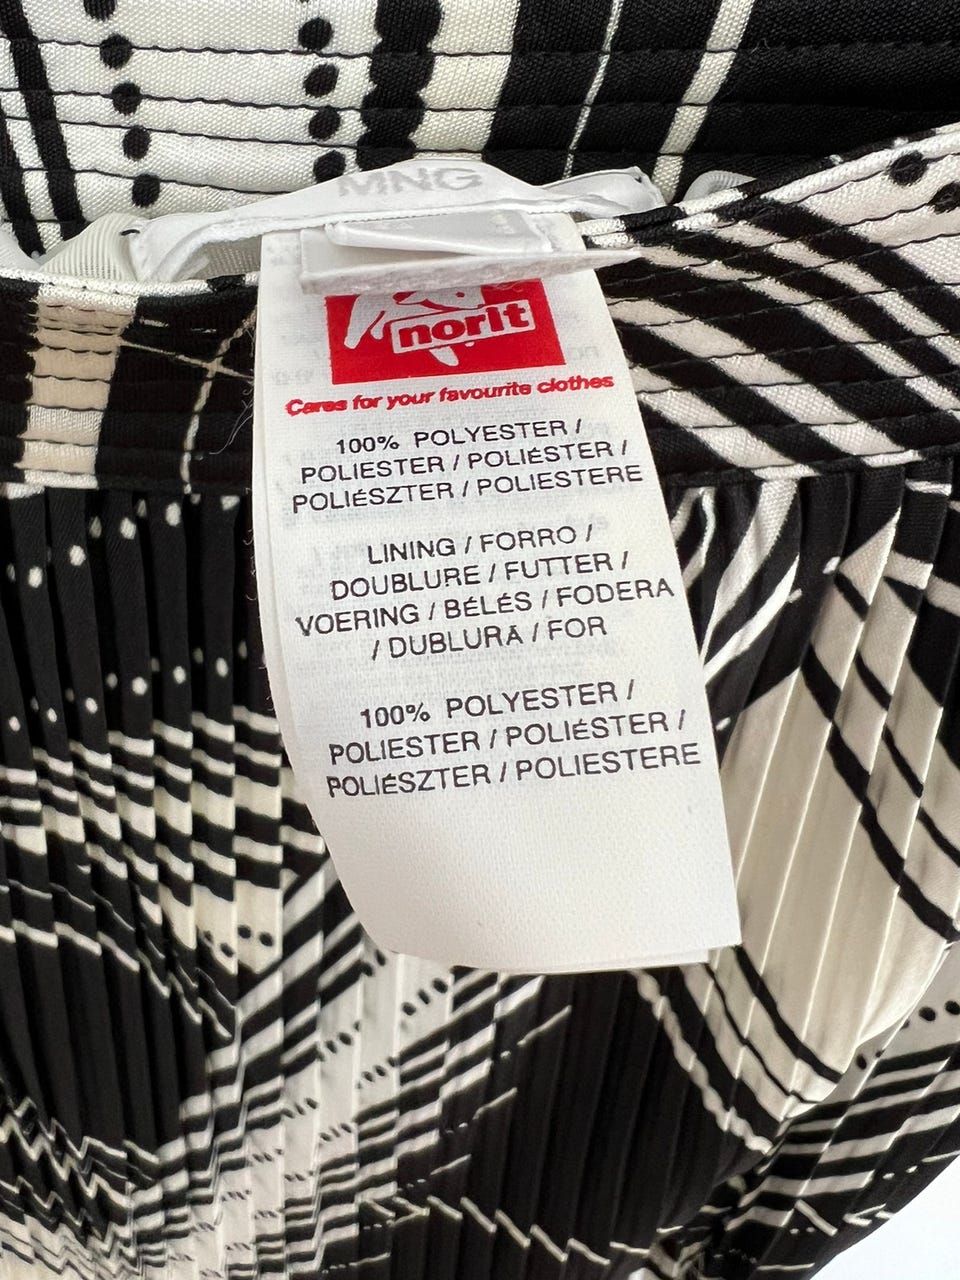 MNG
norit
Cares for your favourite clothes
100% POLYESTER /
POLIESTER / POLIÉSTER /
POLIÉSZTER / POLIESTERE
LINING / FORRO /
DOUBLURE / FUTTER /
VOERING / BÉLÉS / FODERA
/ DUBLURĂ / FOR
100% POLYESTER /
POLIESTER / POLIÉSTER /
POLIÉSZTER / POLIESTERE